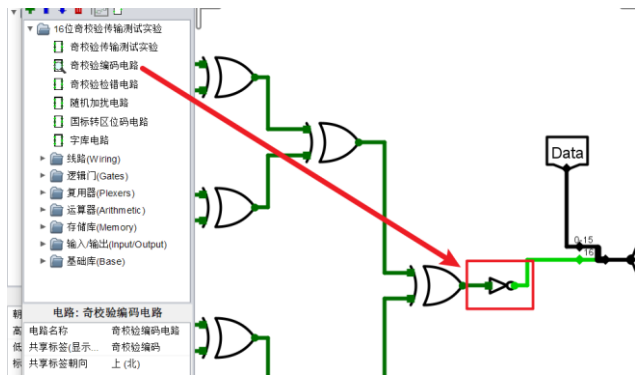 16位奇校验传输测试实验
奇校验传输测试实验
奇校验编码电路
奇校验检错电路
随机加扰电路
国标转区位码电路
字库电路
线路(Wiring)
逻辑门(Gates)
复用器(Plexers)
运算器(Arithmetic)
存储库(Memory)
输入/输出(Input/Output)
基础库(Base)
电路: 奇校验编码电路
朝
高
电路名称 奇校验编码电路
低
共享标签(显示... 奇校验编码
标
共享标签朝向 上 (北)
Data
0-15
16